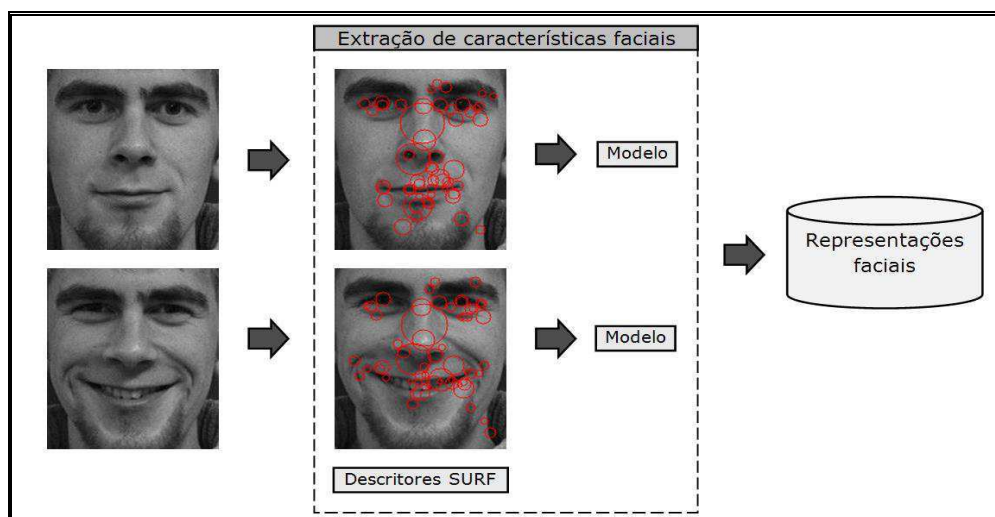 Extração de características faciais
Modelo
Representações
faciais
Modelo
Descritores SURF